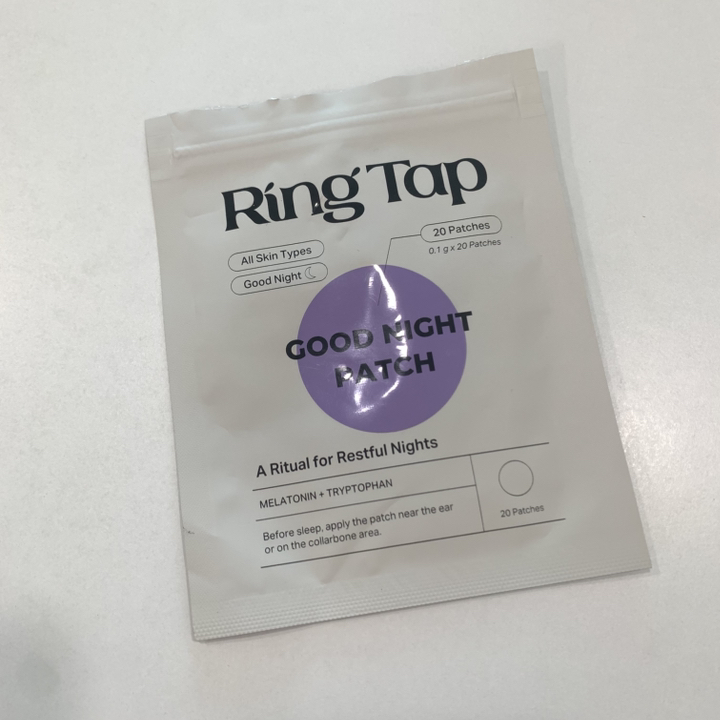 Ring Tap
All Skin Types
Good Night
20 Patches
0.1 g x 20 Patches
GOOD NIGHT
PATCH
A Ritual for Restful Nights
MELATONIN + TRYPTOPHAN
Before sleep, apply the patch near the ear
or on the collarbone area.
20 Patches